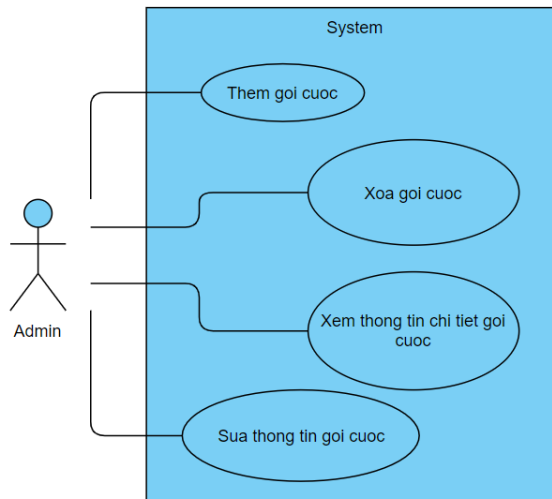 System
Them goi cuoc
Xoa goi cuoc
Admin
Xem thong tin chi tiet goi
cuoc
Sua thong tin goi cuoc